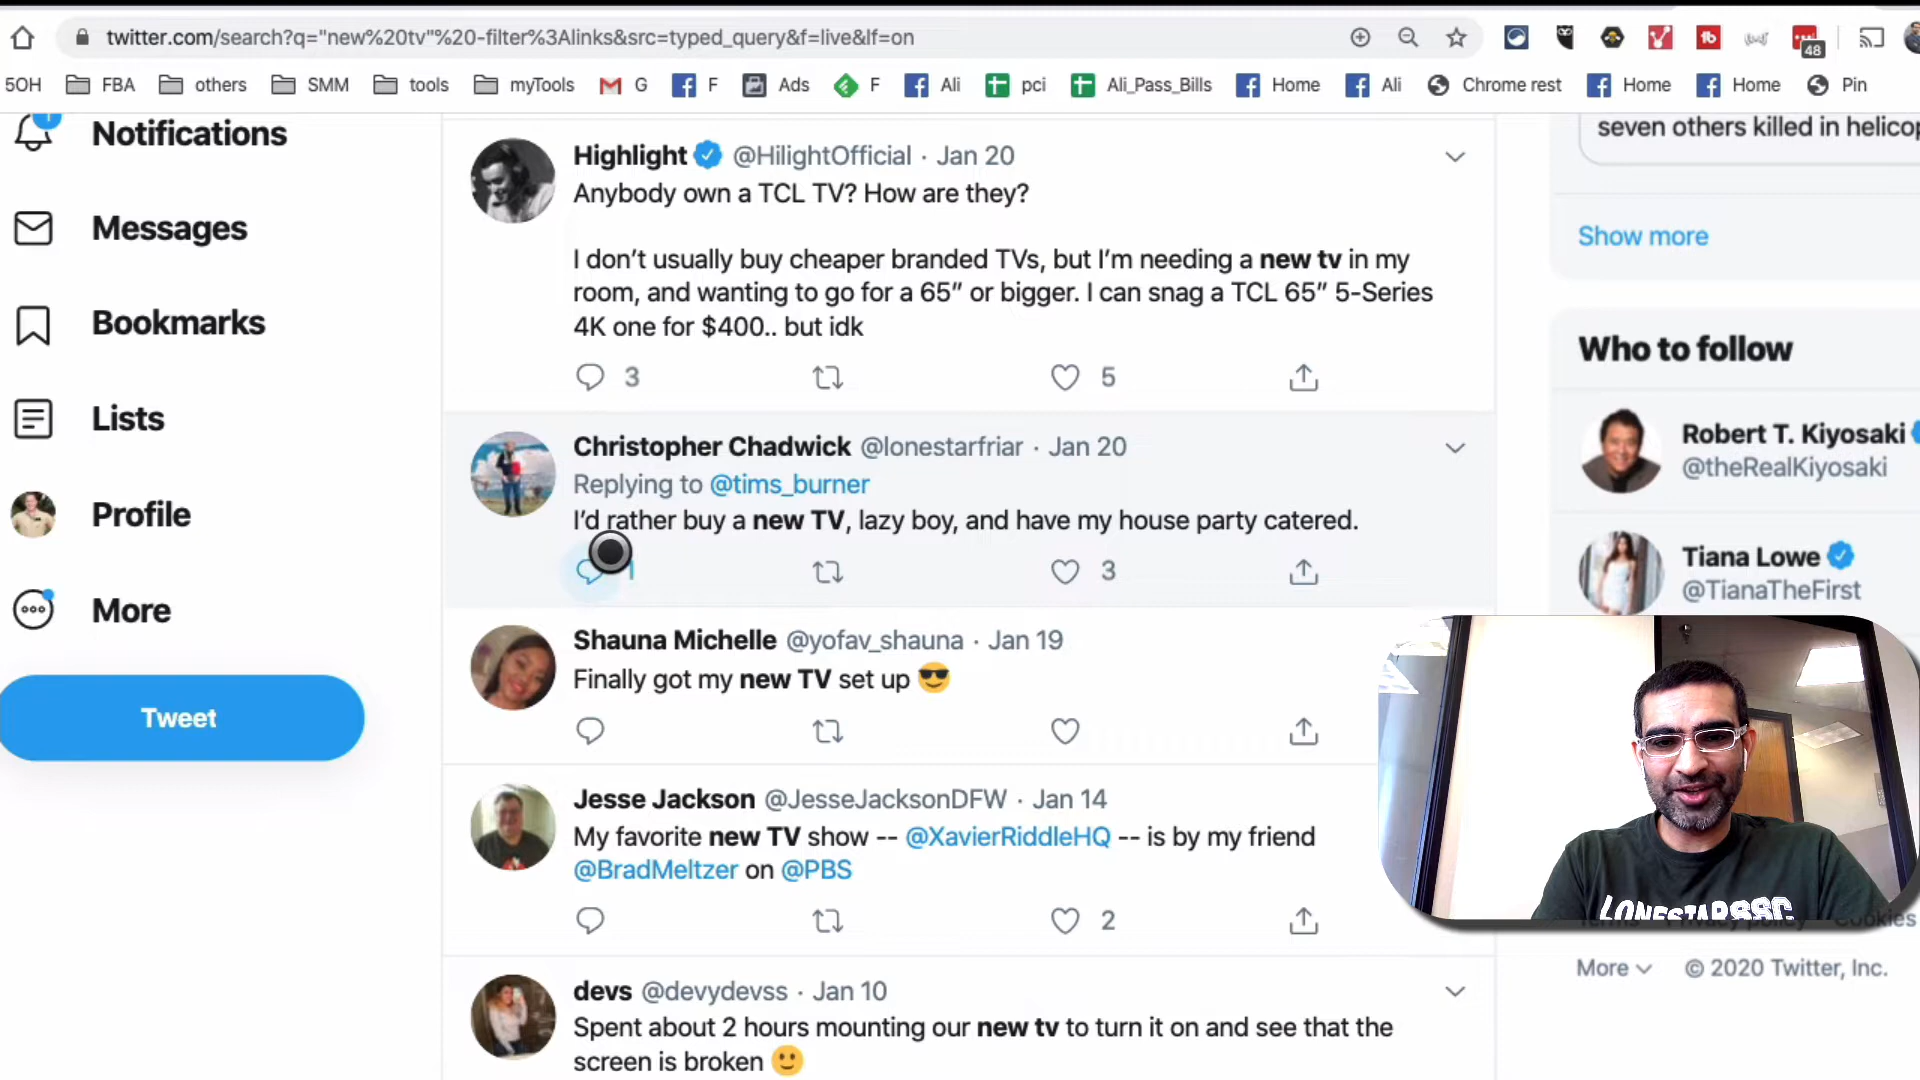 twitter.com/search?q="new%20tv"%20-filter%3Alinks&src=typed_query&f=live&lf=on
48
5OH FBA others SMM tools myTools G F Ads F Ali pci Ali_Pass_Bills Home Ali Chrome rest Home Home Pin
1
Notifications
Messages
Bookmarks
Lists
Profile
More
Tweet
Highlight @HilightOfficial · Jan 20
Anybody own a TCL TV? How are they?
I don’t usually buy cheaper branded TVs, but I’m needing a new tv in my
room, and wanting to go for a 65” or bigger. I can snag a TCL 65” 5-Series
4K one for $400.. but idk
3 5
Christopher Chadwick @lonestarfriar · Jan 20
Replying to @tims_burner
I’d rather buy a new TV, lazy boy, and have my house party catered.
1 3
Shauna Michelle @yofav_shauna · Jan 19
Finally got my new TV set up 😎
Jesse Jackson @JesseJacksonDFW · Jan 14
My favorite new TV show -- @XavierRiddleHQ -- is by my friend
@BradMeltzer on @PBS
2
devs @devydevss · Jan 10
Spent about 2 hours mounting our new tv to turn it on and see that the
screen is broken 🙂
seven others killed in helicop
Show more
Who to follow
Robert T. Kiyosaki
@theRealKiyosaki
Tiana Lowe
@TianaTheFirst
LONESTARSSC
Cookies
More © 2020 Twitter, Inc.